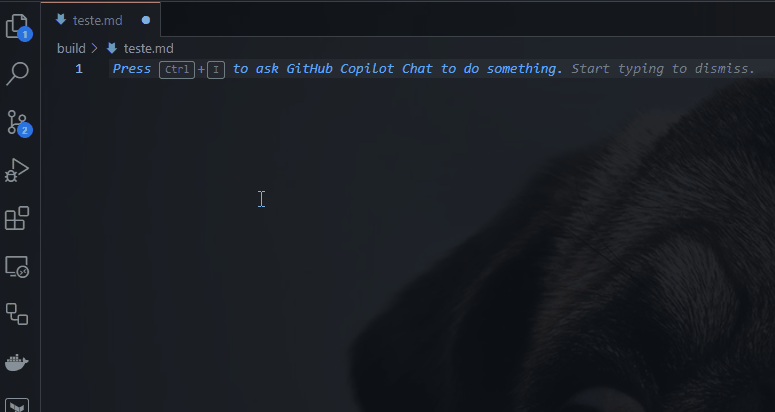 teste.md
1
build > teste.md
1 Press Ctrl+I to ask GitHub Copilot Chat to do something. Start typing to dismiss.
2